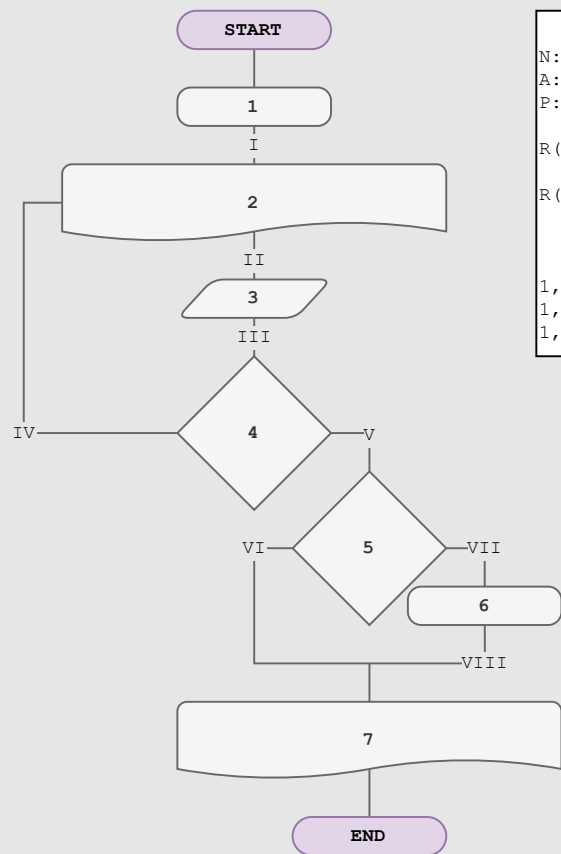 START
1
I
2
II
3
III
4
IV
V
5
VI
VII
6
VIII
7
END
N:
A:
P:
R(
R(
1,
1,
1,